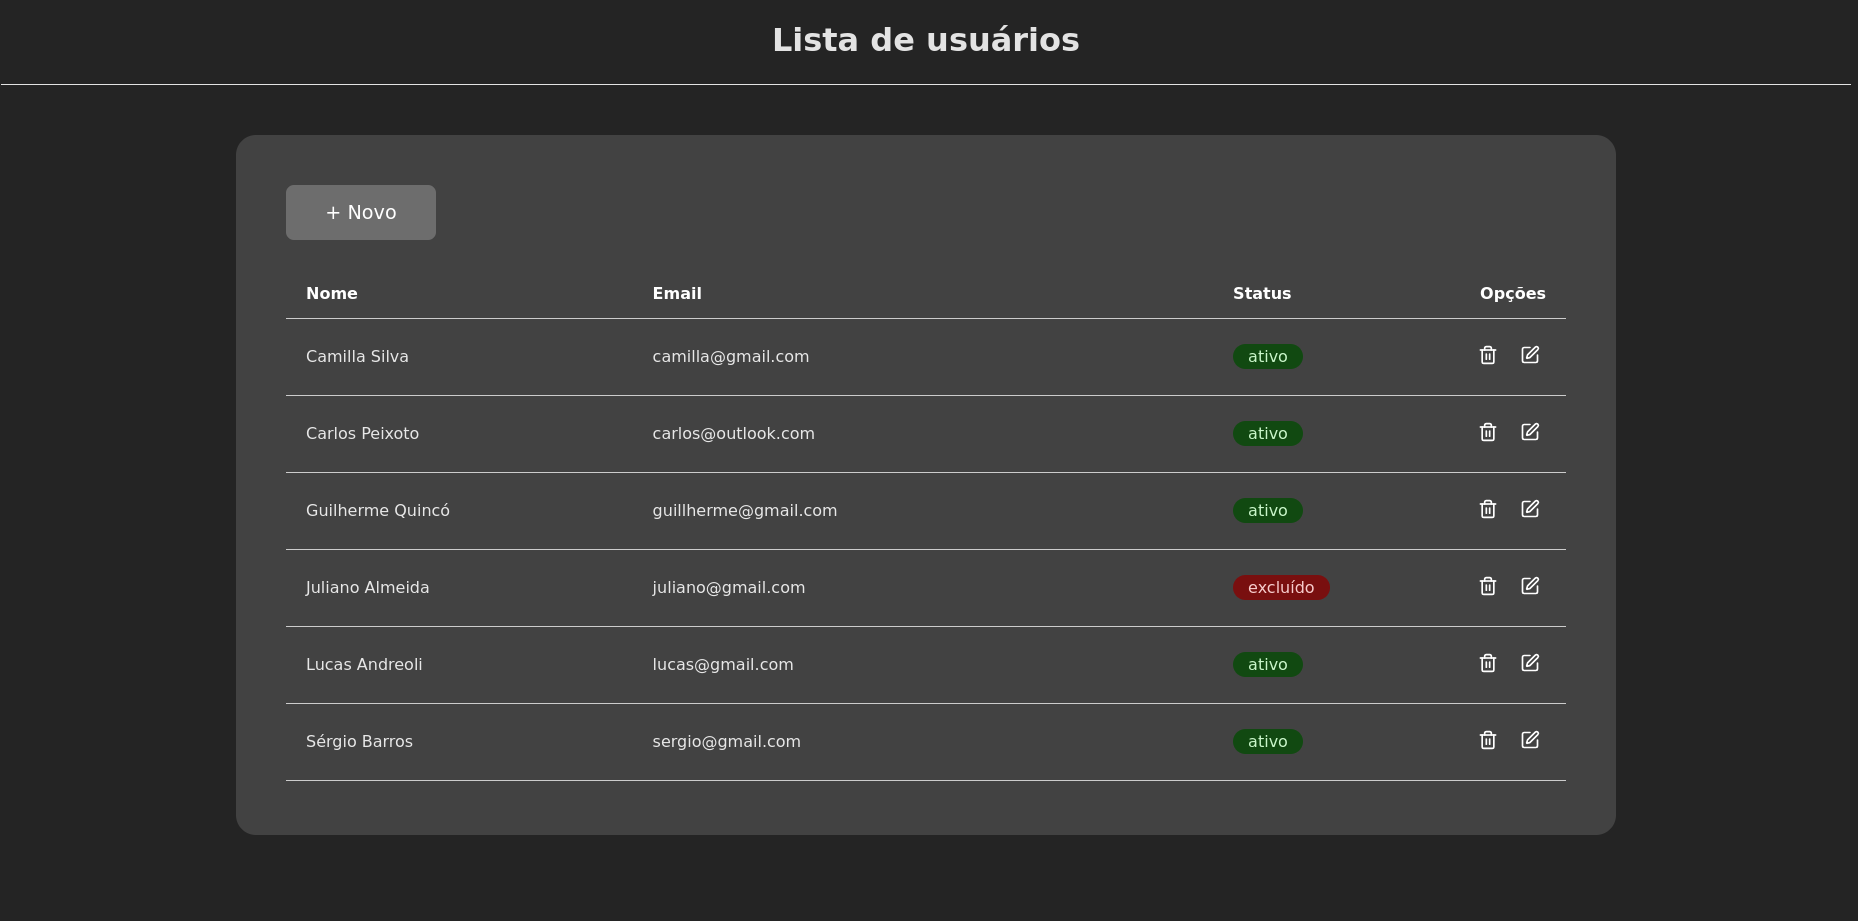 Lista de usuários
+ Novo
Nome Email Status Opções
Camilla Silva camilla@gmail.com ativo
Carlos Peixoto carlos@outlook.com ativo
Guilherme Quincó guillherme@gmail.com ativo
Juliano Almeida juliano@gmail.com excluído
Lucas Andreoli lucas@gmail.com ativo
Sérgio Barros sergio@gmail.com ativo